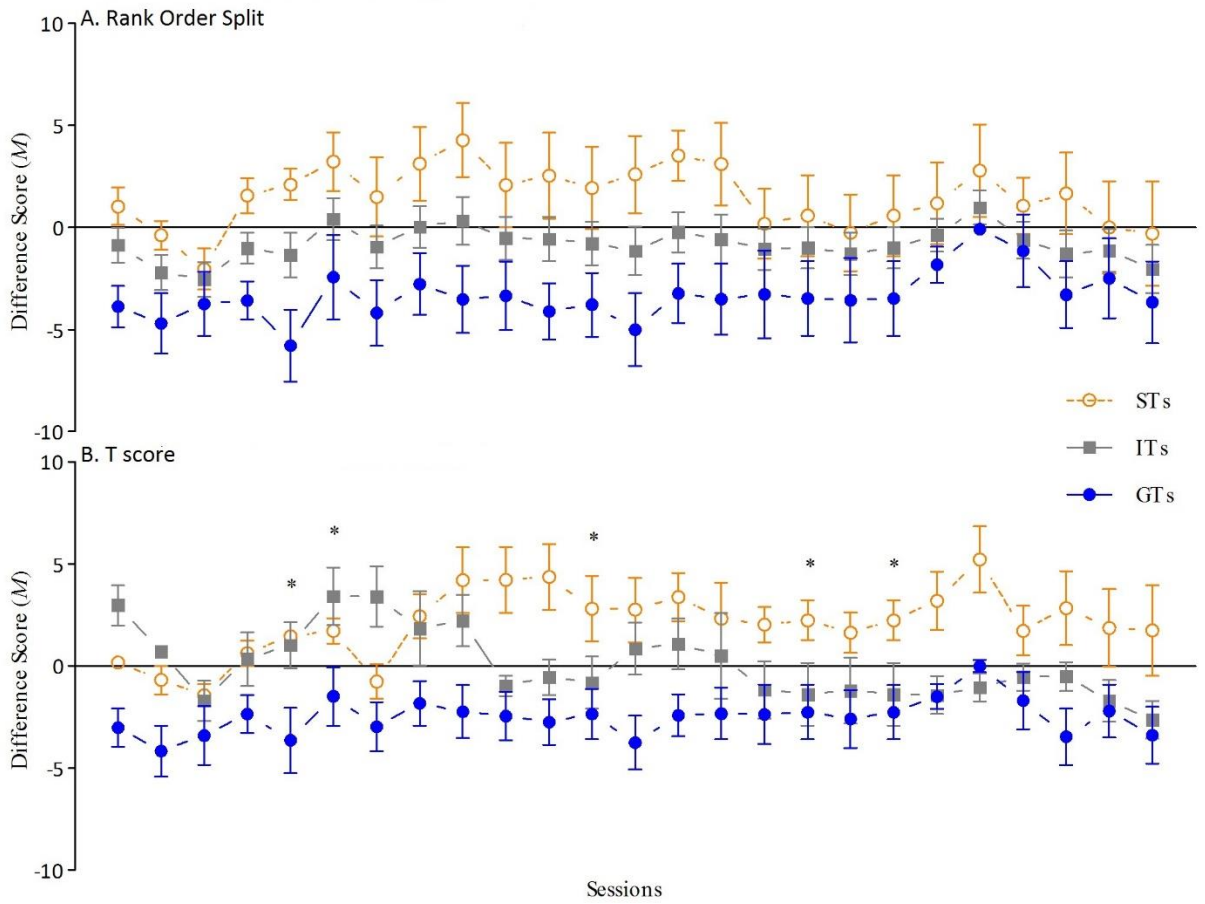 A. Rank Order Split
10
5
0
-5
-10
Difference Score (M)
STs
ITs
GTs
B. T score
10
5
0
-5
-10
Difference Score (M)
*
*
*
*
*
Sessions